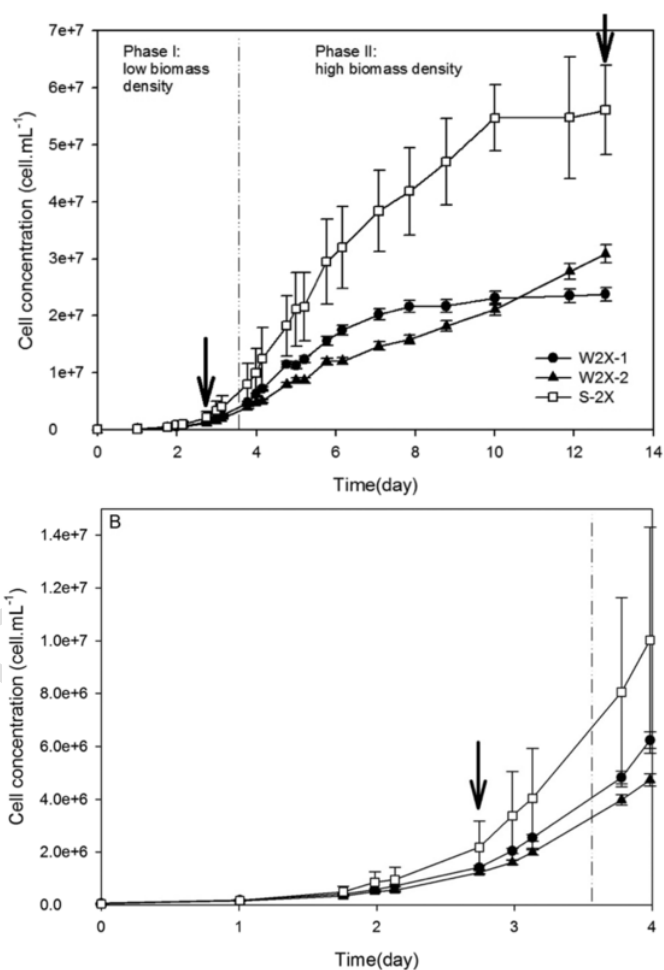 7e+7
6e+7
5e+7
4e+7
3e+7
2e+7
1e+7
0
Cell concentration (cell.mL-1)
Phase I:
low biomass
density
Phase II:
high biomass density
W2X-1
W2X-2
S-2X
0 2 4 6 8 10 12 14
Time(day)
B
1.4e+7
1.2e+7
1.0e+7
8.0e+6
6.0e+6
4.0e+6
2.0e+6
0.0
Cell concentration (cell.mL-1)
0 1 2 3 4
Time(day)